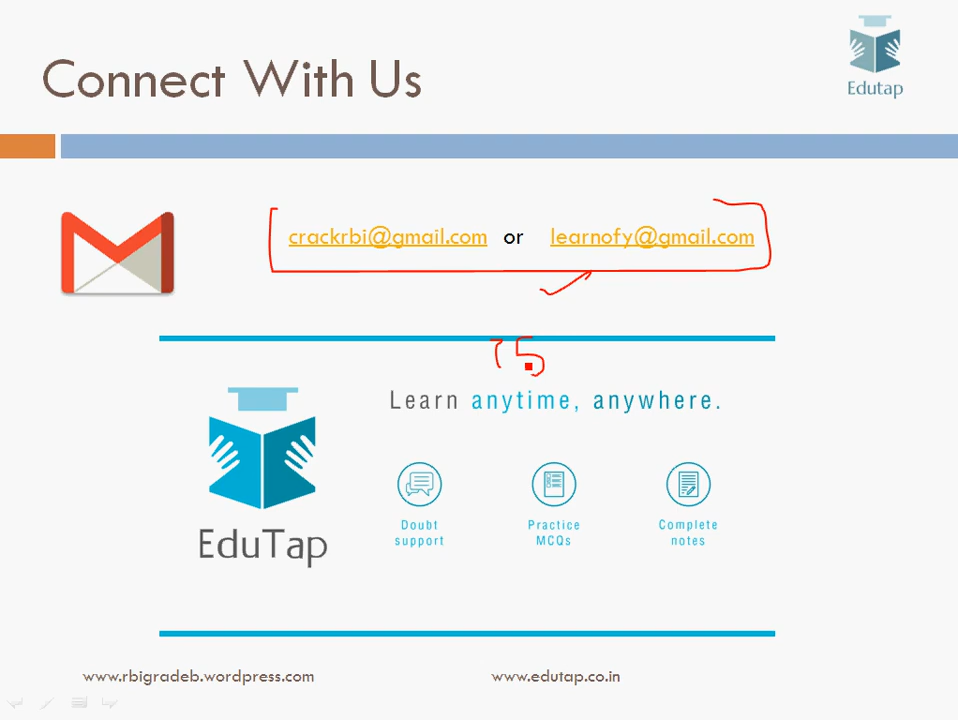 Connect With Us
Edutap
crackrbi@gmail.com or learnofy@gmail.com
Learn anytime, anywhere.
Doubt support
Practice MCQs
Complete notes
EduTap
www.rbigradeb.wordpress.com
www.edutap.co.in